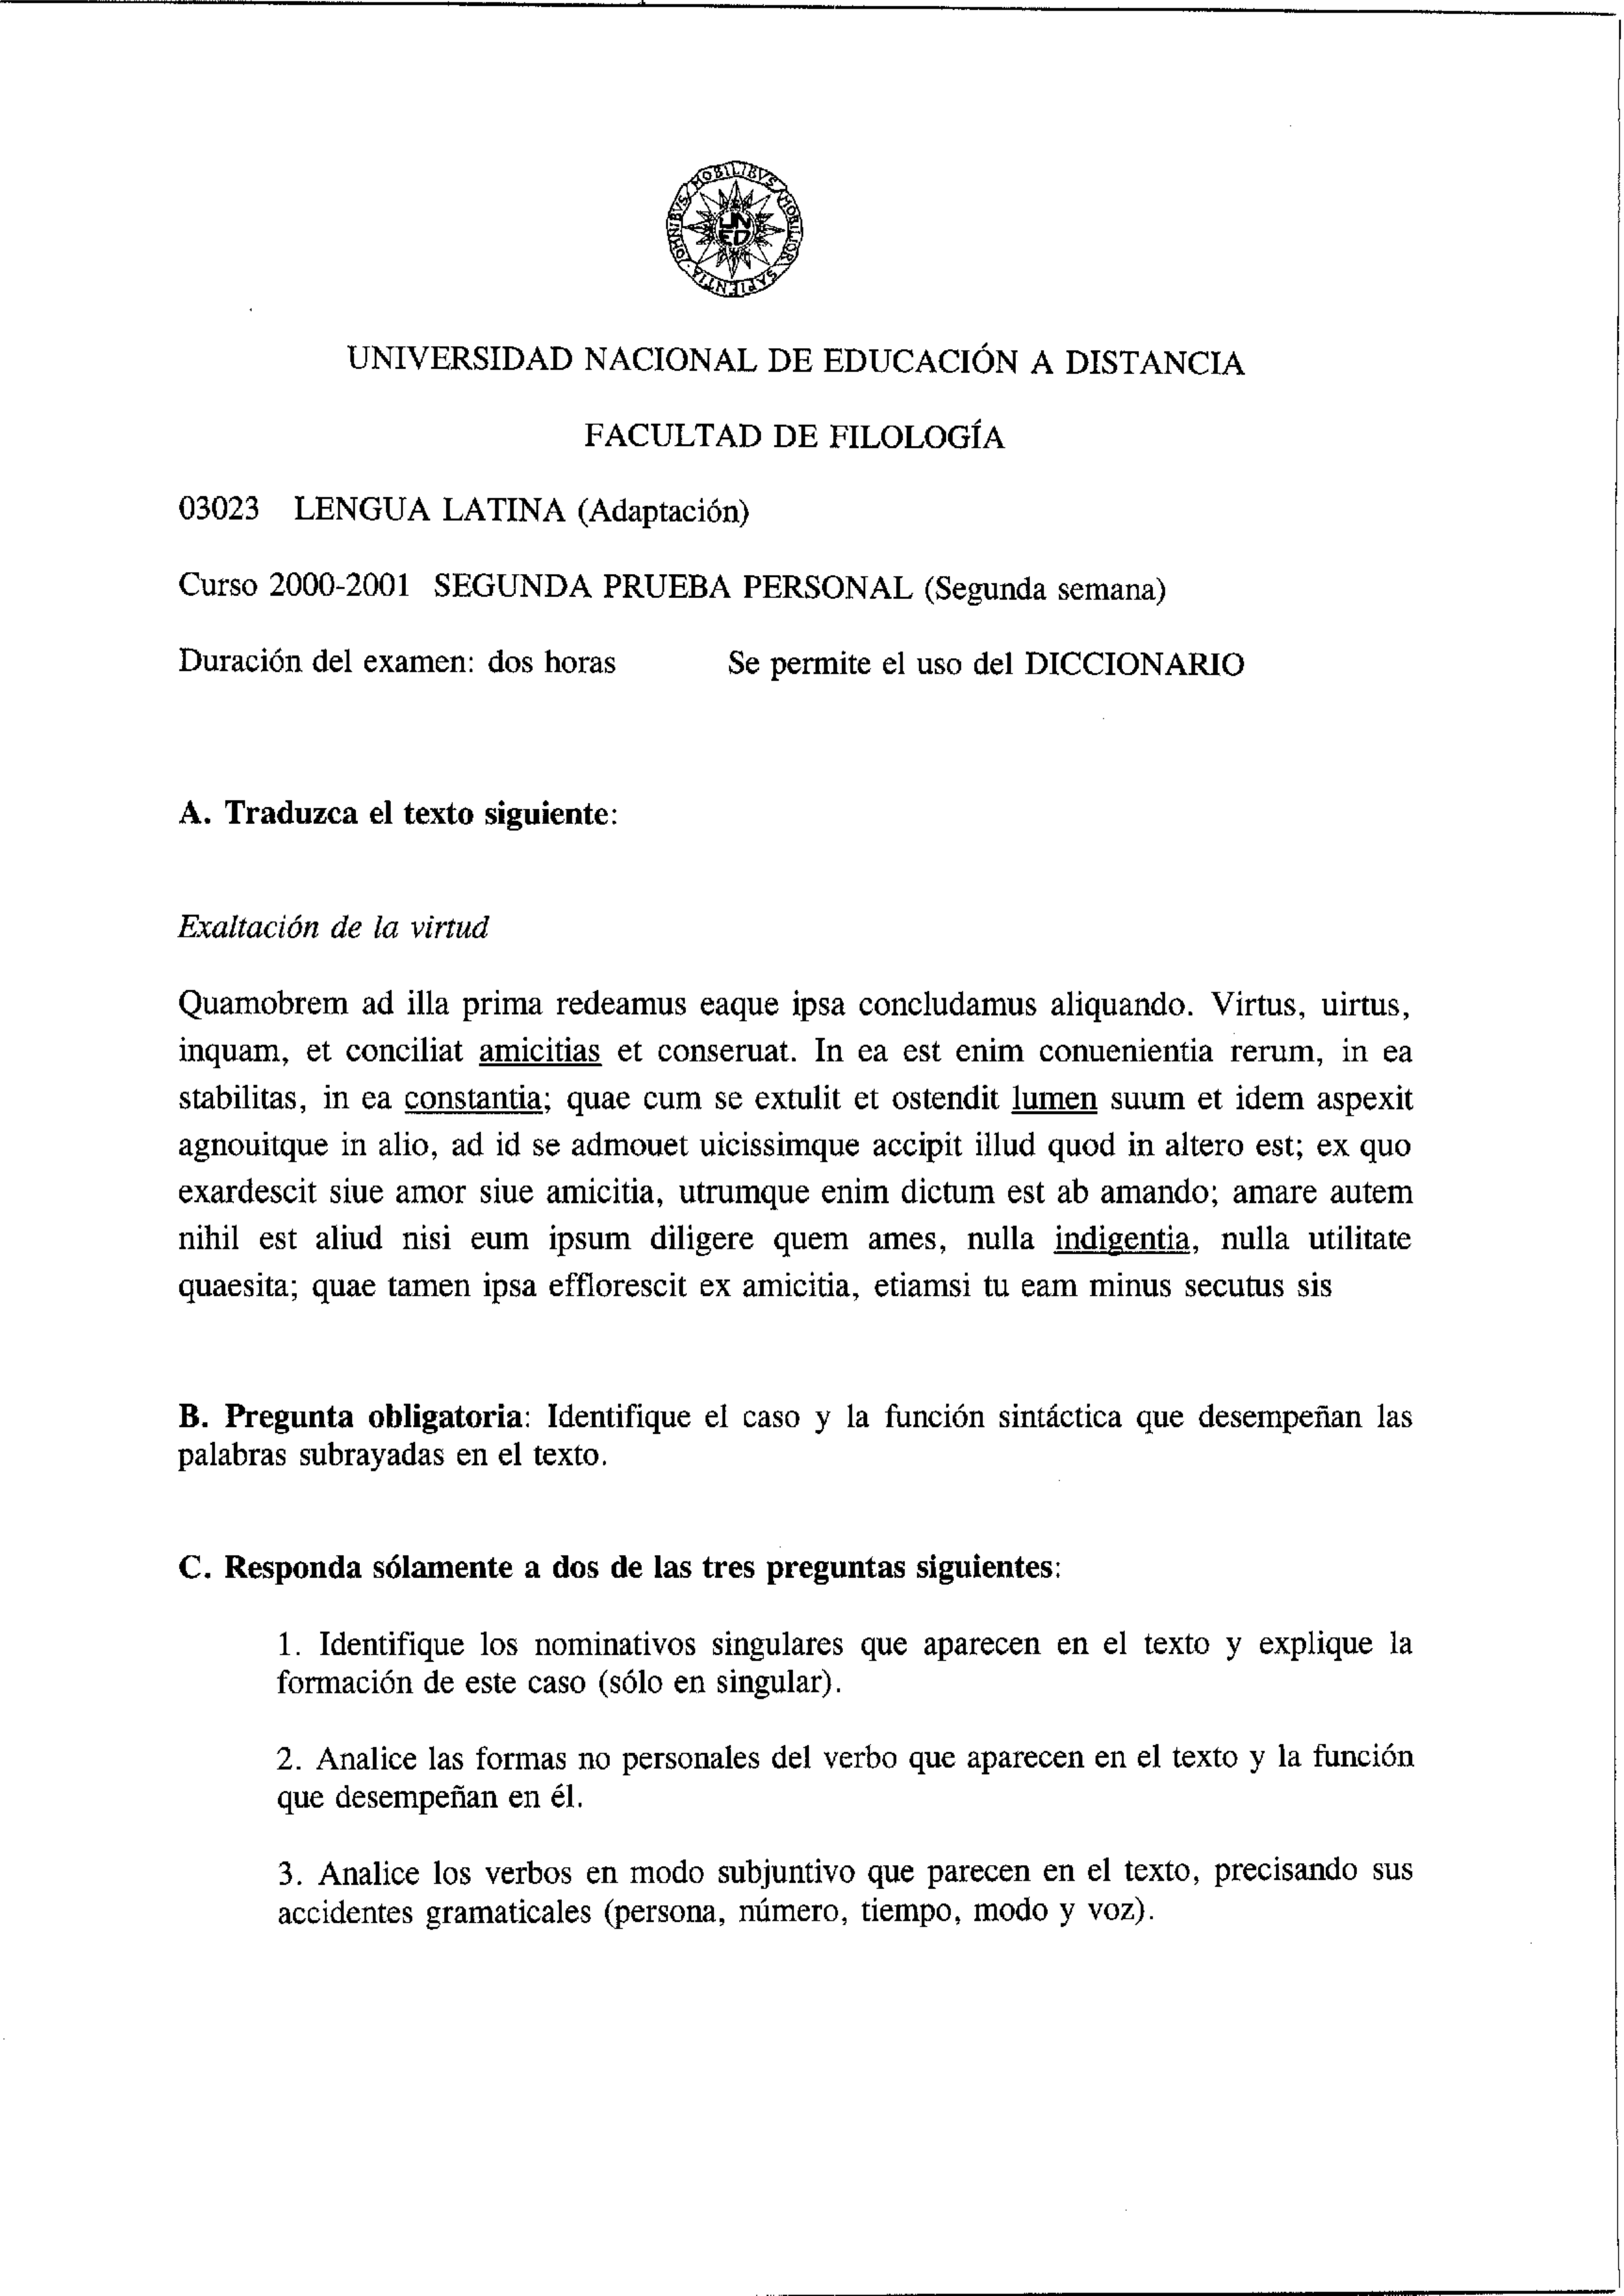 OMNIBVS MOBILIBVS MOBILIOR SAPIENTIA
UN
ED
UNIVERSIDAD NACIONAL DE EDUCACIÓN A DISTANCIA
FACULTAD DE FILOLOGÍA
03023 LENGUA LATINA (Adaptación)
Curso 2000-2001 SEGUNDA PRUEBA PERSONAL (Segunda semana)
Duración del examen: dos horas Se permite el uso del DICCIONARIO
A. Traduzca el texto siguiente:
Exaltación de la virtud
Quamobrem ad illa prima redeamus eaque ipsa concludamus aliquando. Virtus, uirtus,
inquam, et conciliat amicitias et conseruat. In ea est enim conuenientia rerum, in ea
stabilitas, in ea constantia; quae cum se extulit et ostendit lumen suum et idem aspexit
agnouitque in alio, ad id se admouet uicissimque accipit illud quod in altero est; ex quo
exardescit siue amor siue amicitia, utrumque enim dictum est ab amando; amare autem
nihil est aliud nisi eum ipsum diligere quem ames, nulla indigentia, nulla utilitate
quaesita; quae tamen ipsa efflorescit ex amicitia, etiamsi tu eam minus secutus sis
B. Pregunta obligatoria: Identifique el caso y la función sintáctica que desempeñan las
palabras subrayadas en el texto.
C. Responda sólamente a dos de las tres preguntas siguientes:
1. Identifique los nominativos singulares que aparecen en el texto y explique la
formación de este caso (sólo en singular).
2. Analice las formas no personales del verbo que aparecen en el texto y la función
que desempeñan en él.
3. Analice los verbos en modo subjuntivo que parecen en el texto, precisando sus
accidentes gramaticales (persona, número, tiempo, modo y voz).